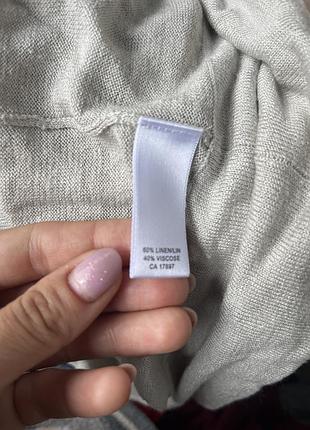 60% LINEN/LIN
40% VISCOSE
CA 17897